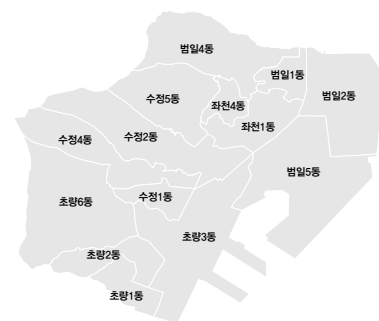 범일4동
범일1동
수정5동
범일2동
좌천4동
좌천1동
수정4동
수정2동
범일5동
수정1동
초량6동
초량3동
초량2동
초량1동